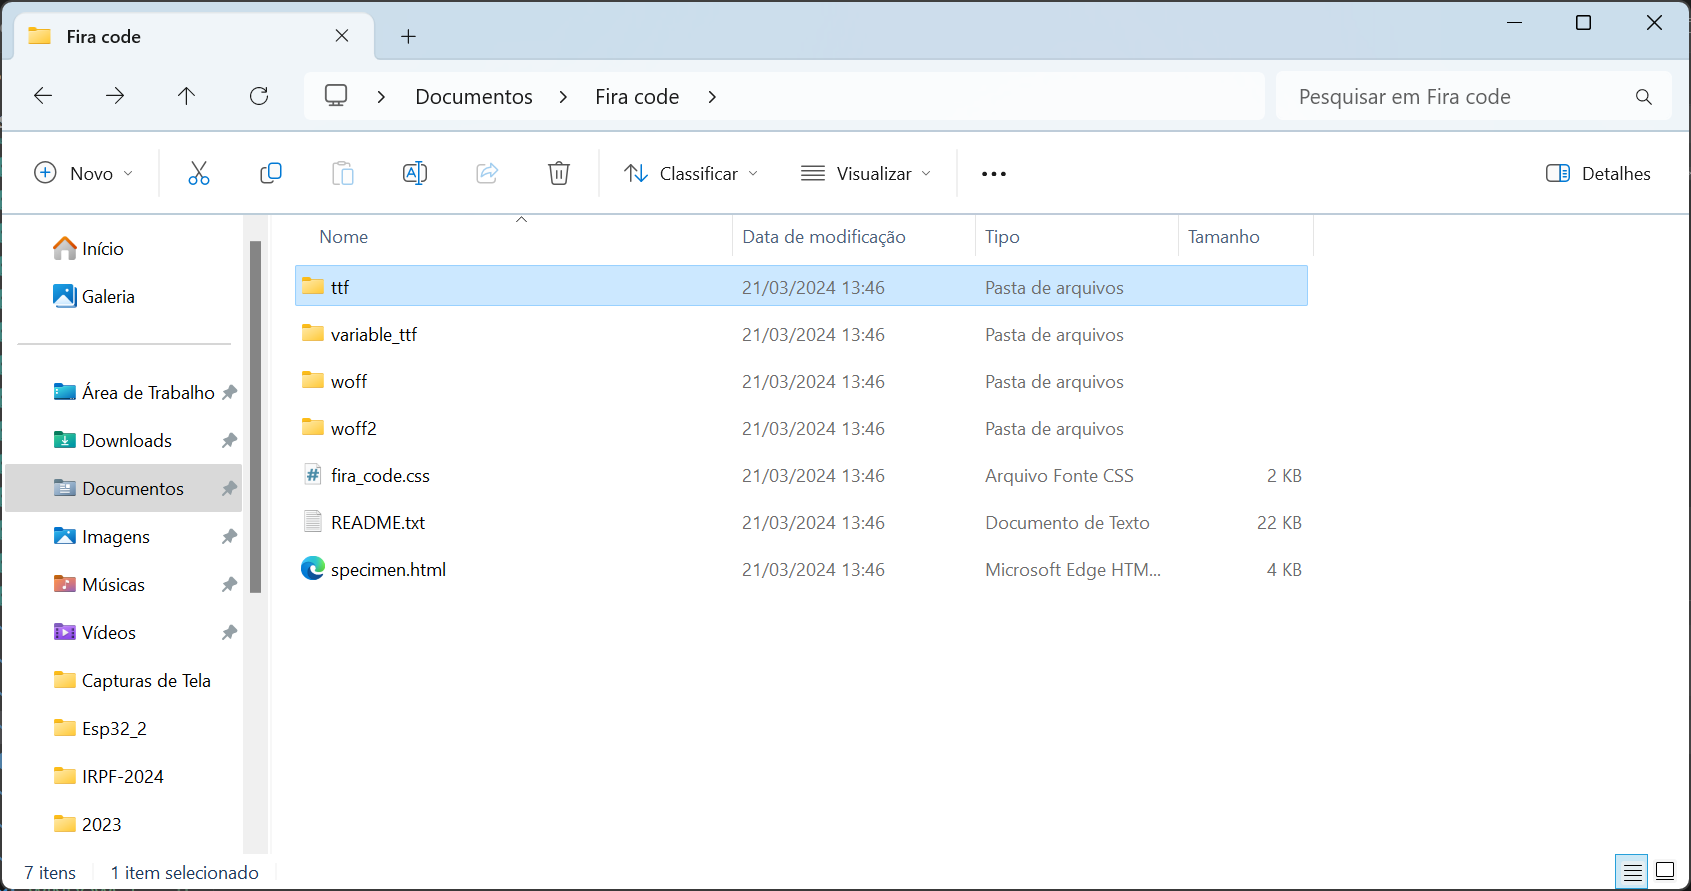 Fira code
Documentos
Fira code
Pesquisar em Fira code
Novo
Classificar
Visualizar
Detalhes
Início
Galeria
Área de Trabalho
Downloads
Documentos
Imagens
Músicas
Vídeos
Capturas de Tela
Esp32_2
IRPF-2024
2023
Nome Data de modificação Tipo Tamanho
ttf 21/03/2024 13:46 Pasta de arquivos
variable_ttf 21/03/2024 13:46 Pasta de arquivos
woff 21/03/2024 13:46 Pasta de arquivos
woff2 21/03/2024 13:46 Pasta de arquivos
fira_code.css 21/03/2024 13:46 Arquivo Fonte CSS 2 KB
README.txt 21/03/2024 13:46 Documento de Texto 22 KB
specimen.html 21/03/2024 13:46 Microsoft Edge HTM... 4 KB
7 itens 1 item selecionado